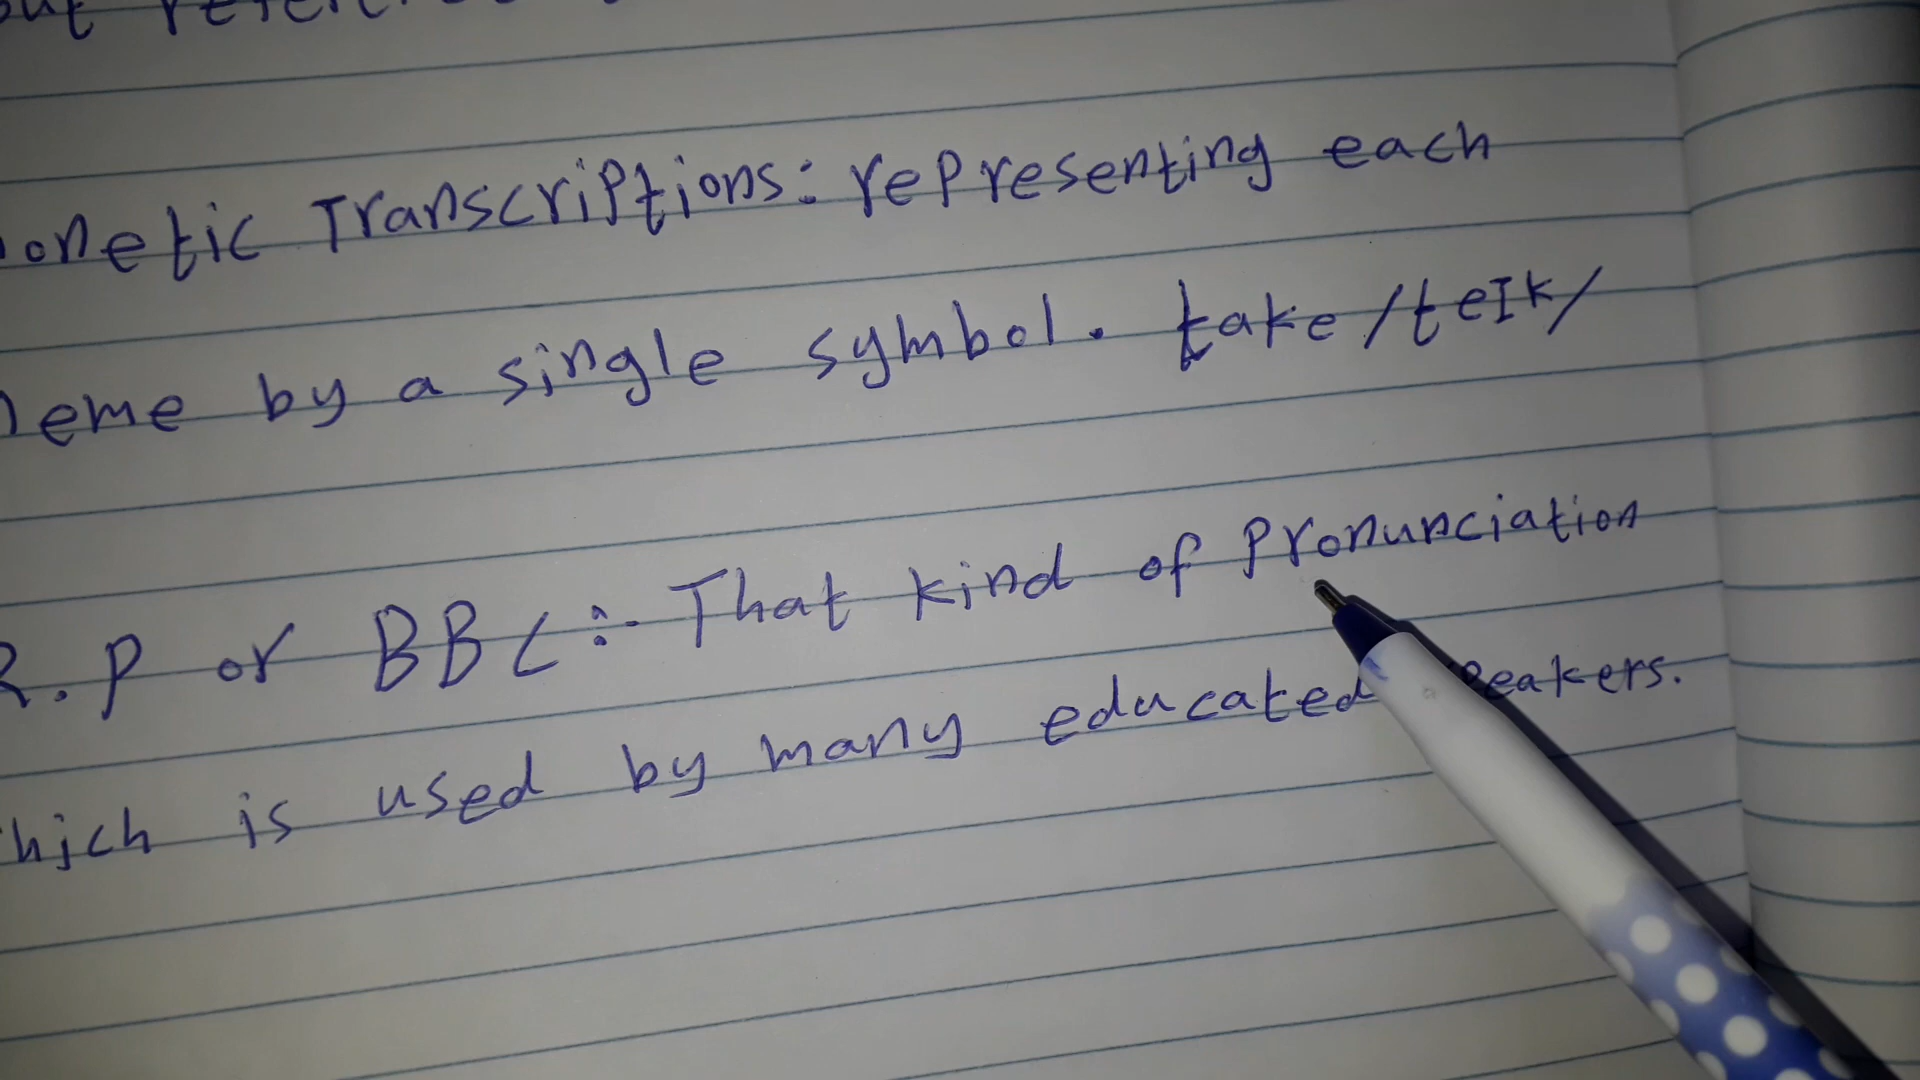 onetic Transcriptions: representing each
eme by a single symbol. take /teIk/
R.P or BBC:- That kind of pronunciation
hich is used by many educated peakers.